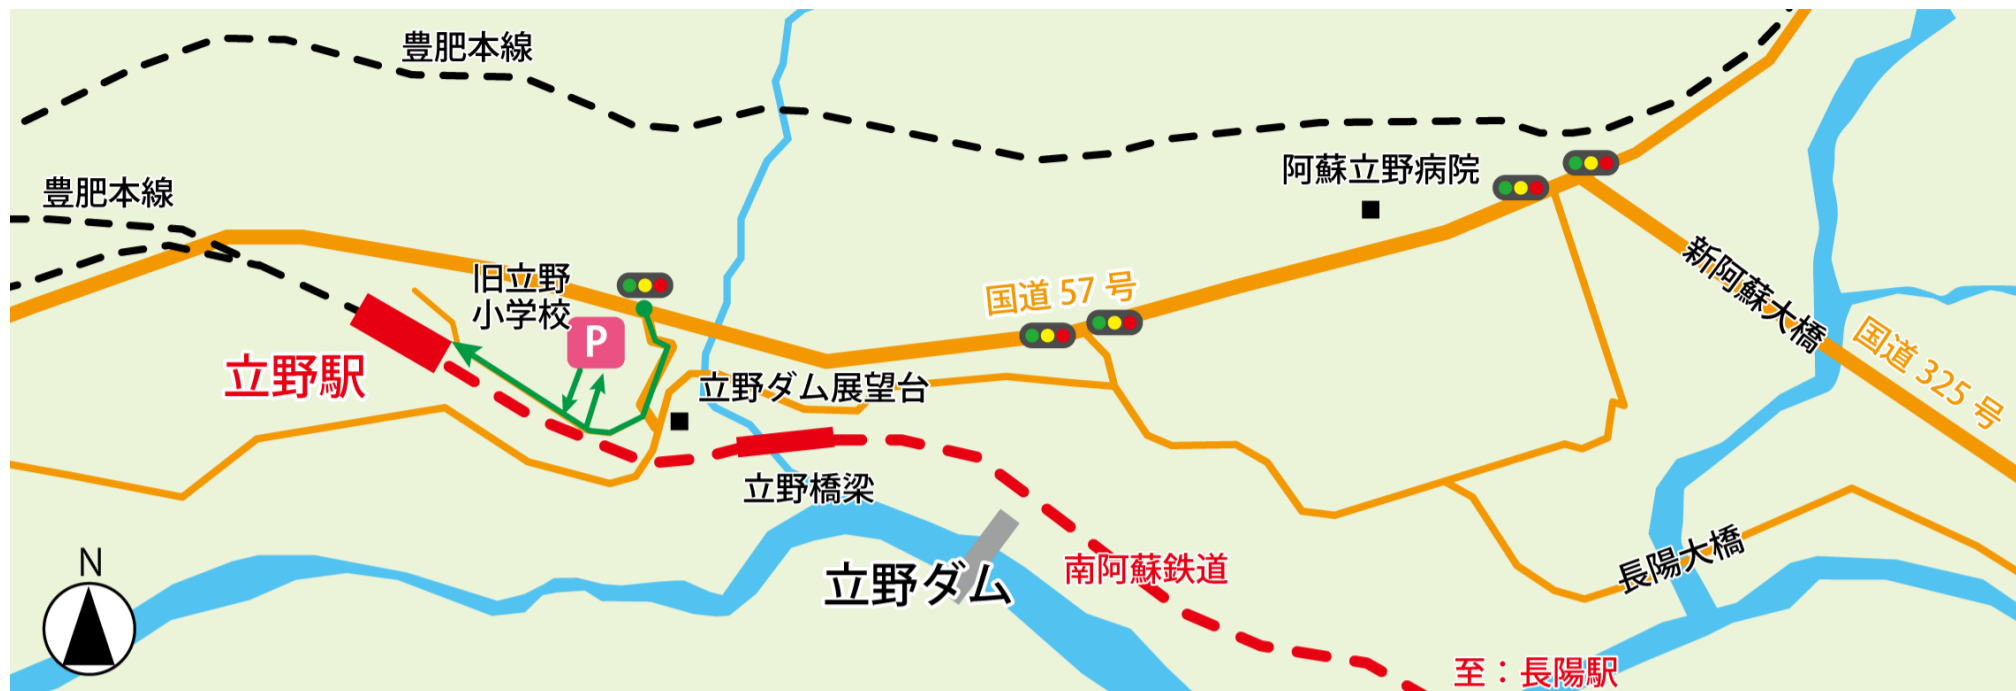 豊肥本線
阿蘇立野病院
豊肥本線
新阿蘇大橋
旧立野
小学校
国道 57 号
P
国道 325 号
立野駅
立野ダム展望台
立野橋梁
長陽大橋
N
立野ダム
南阿蘇鉄道
至：長陽駅